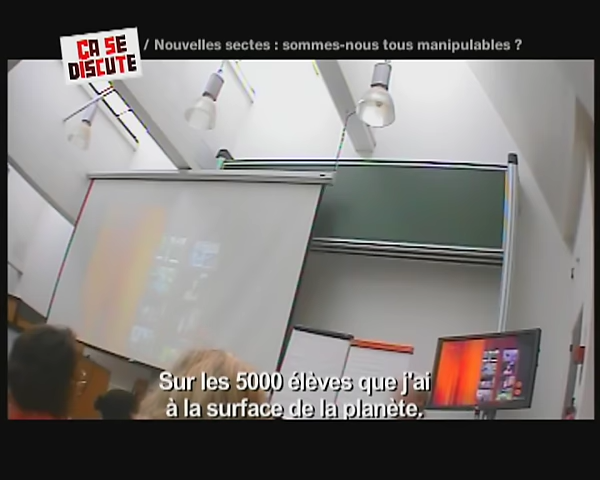 ÇA SE
DISCUTE
/ Nouvelles sectes : sommes-nous tous manipulables ?
Sur les 5000 élèves que j'ai
à la surface de la planète,